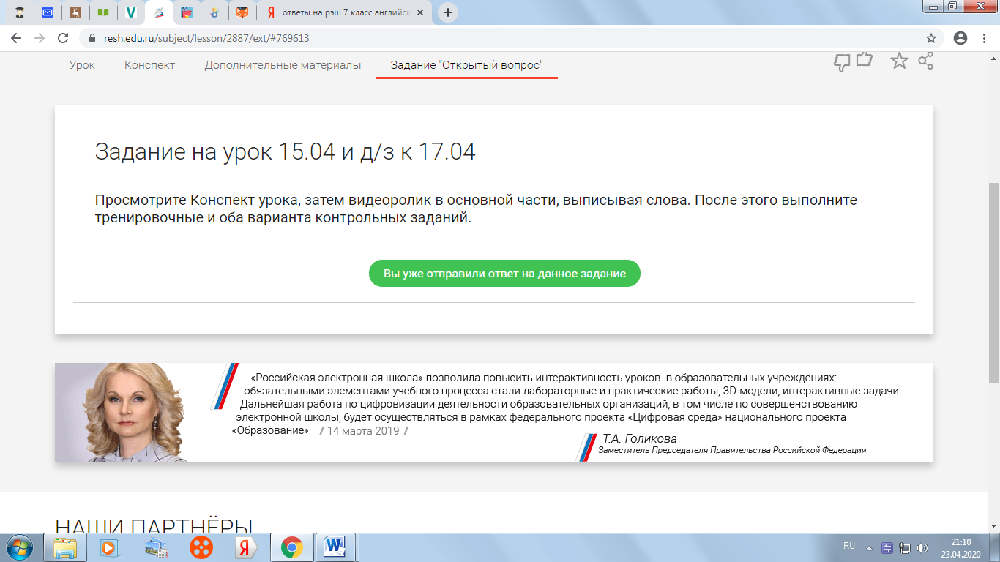 ответы на рэш 7 класс английск
resh.edu.ru/subject/lesson/2887/ext/#769613
Урок Конспект Дополнительные материалы Задание "Открытый вопрос"
Задание на урок 15.04 и д/з к 17.04
Просмотрите Конспект урока, затем видеоролик в основной части, выписывая слова. После этого выполните
тренировочные и оба варианта контрольных заданий.
Вы уже отправили ответ на данное задание
«Российская электронная школа» позволила повысить интерактивность уроков в образовательных учреждениях:
обязательными элементами учебного процесса стали лабораторные и практические работы, 3D-модели, интерактивные задачи...
Дальнейшая работа по цифровизации деятельности образовательных организаций, в том числе по совершенствованию
электронной школы, будет осуществляться в рамках федерального проекта «Цифровая среда» национального проекта
«Образование» / 14 марта 2019 /
Т.А. Голикова
Заместитель Председателя Правительства Российской Федерации
НАШИ ПАРТНЁРЫ
RU
21:10
23.04.2020